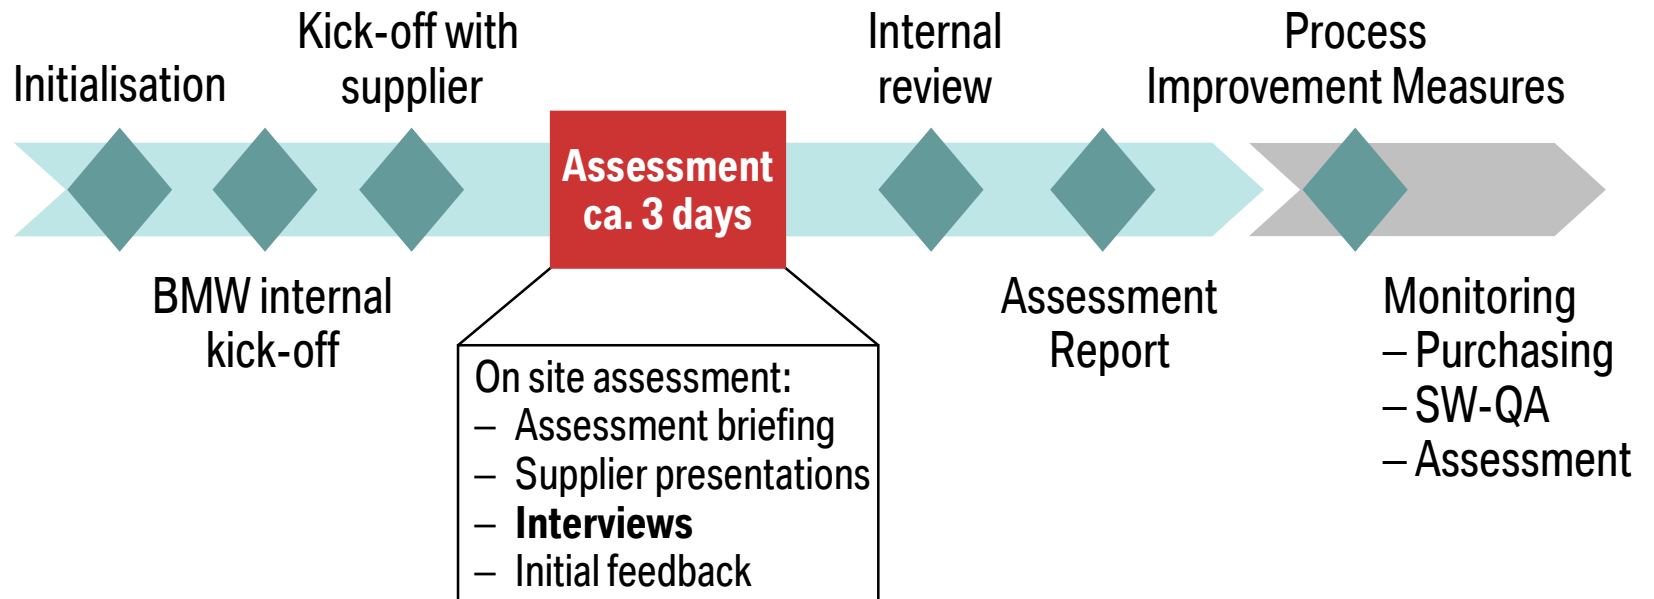 Initialisation
Kick-off with
supplier
Internal
review
Process
Improvement Measures
Assessment
ca. 3 days
BMW internal
kick-off
Assessment
Report
Monitoring
– Purchasing
– SW-QA
– Assessment
On site assessment:
– Assessment briefing
– Supplier presentations
– Interviews
– Initial feedback